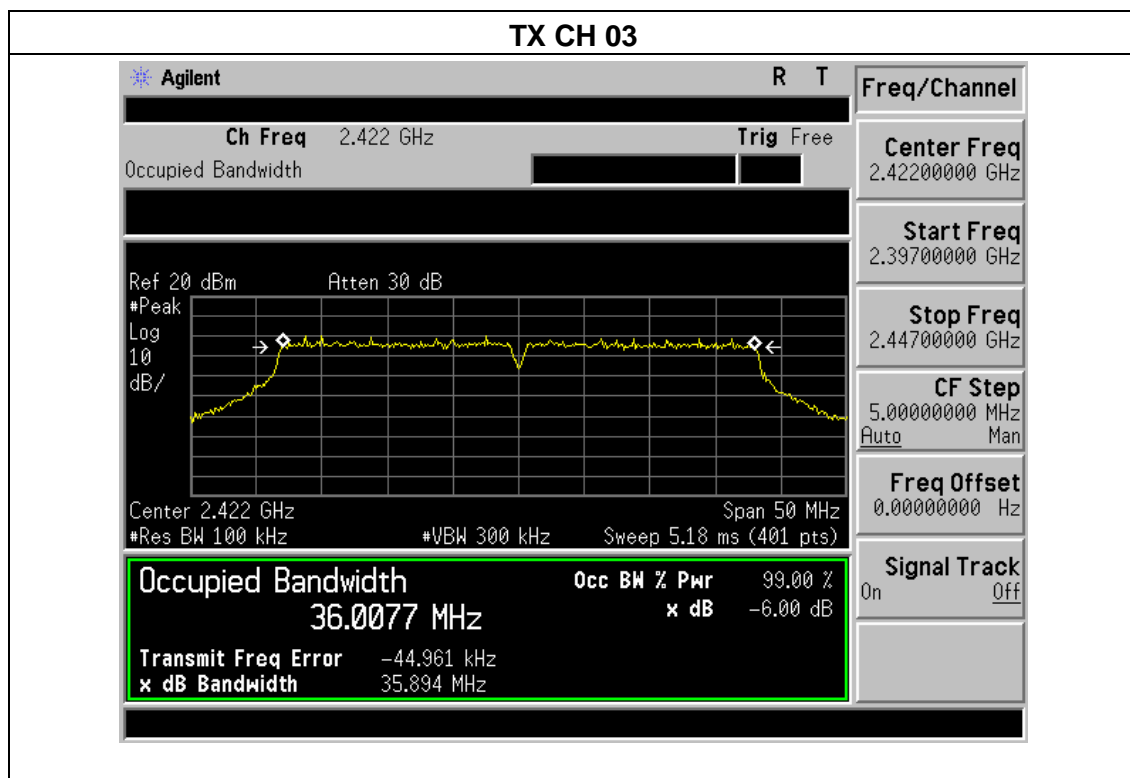 TX CH 03
Agilent R T
Freq/Channel
Ch Freq 2.422 GHz Trig Free
Occupied Bandwidth
Center Freq
2.42200000 GHz
Start Freq
2.39700000 GHz
Stop Freq
2.44700000 GHz
CF Step
5.00000000 MHz
Auto Man
Freq Offset
0.00000000 Hz
Signal Track
On Off
Ref 20 dBm Atten 30 dB
#Peak
Log
10
dB/
Center 2.422 GHz Span 50 MHz
#Res BW 100 kHz #VBW 300 kHz Sweep 5.18 ms (401 pts)
Occupied Bandwidth Occ BW % Pwr 99.00 %
36.0077 MHz x dB -6.00 dB
Transmit Freq Error -44.961 kHz
x dB Bandwidth 35.894 MHz